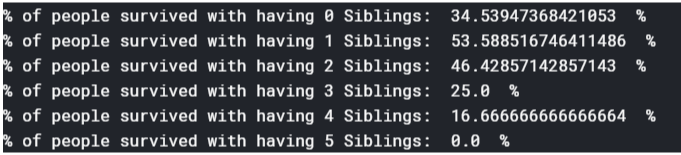 % of people survived with having 0 Siblings:  34.53947368421053  %
% of people survived with having 1 Siblings:  53.588516746411486  %
% of people survived with having 2 Siblings:  46.42857142857143  %
% of people survived with having 3 Siblings:  25.0  %
% of people survived with having 4 Siblings:  16.666666666666664  %
% of people survived with having 5 Siblings:  0.0  %